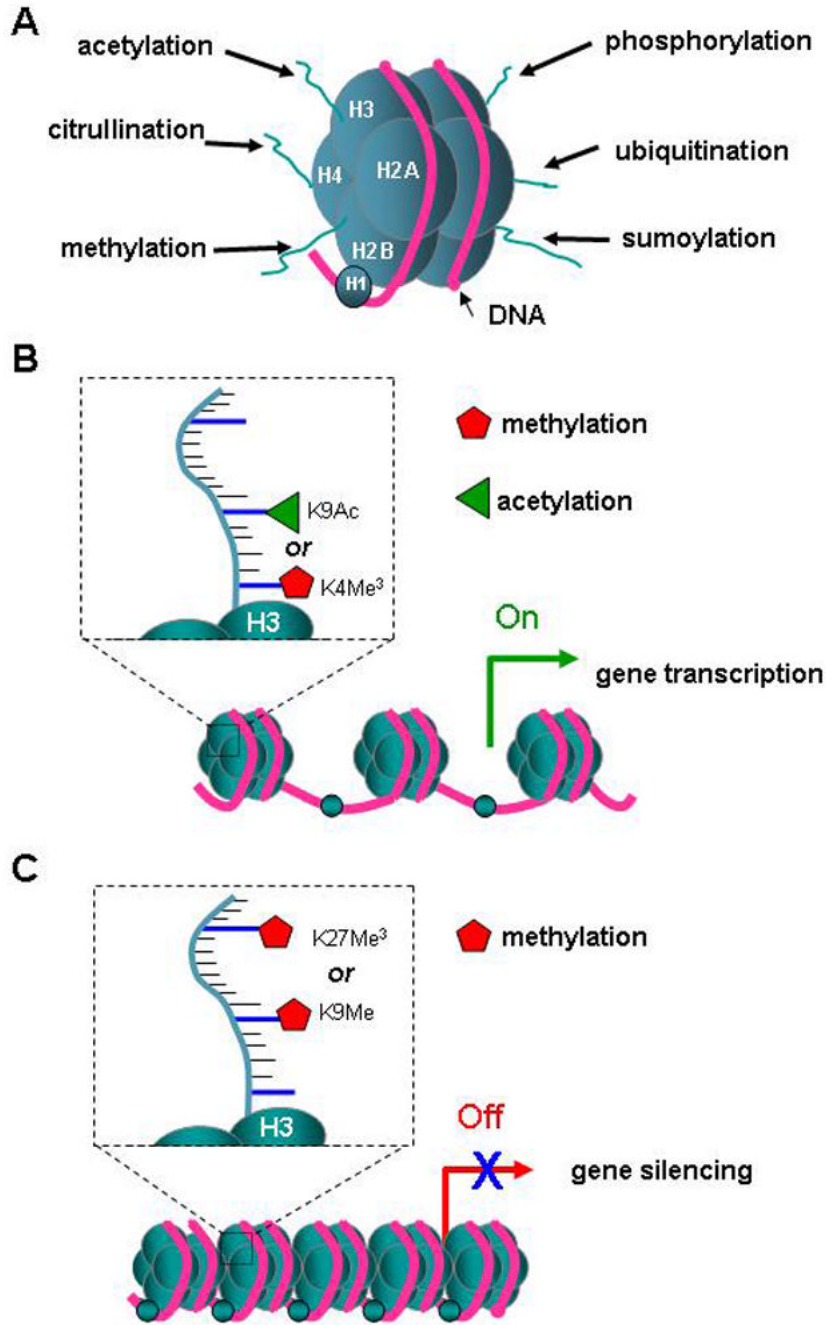 A
acetylation
phosphorylation
citrullination
ubiquitination
methylation
sumoylation
H3
H4
H2A
H2B
H1
DNA
B
methylation
acetylation
K9Ac
or
K4Me³
H3
On
gene transcription
C
methylation
K27Me³
or
K9Me
H3
Off
X
gene silencing